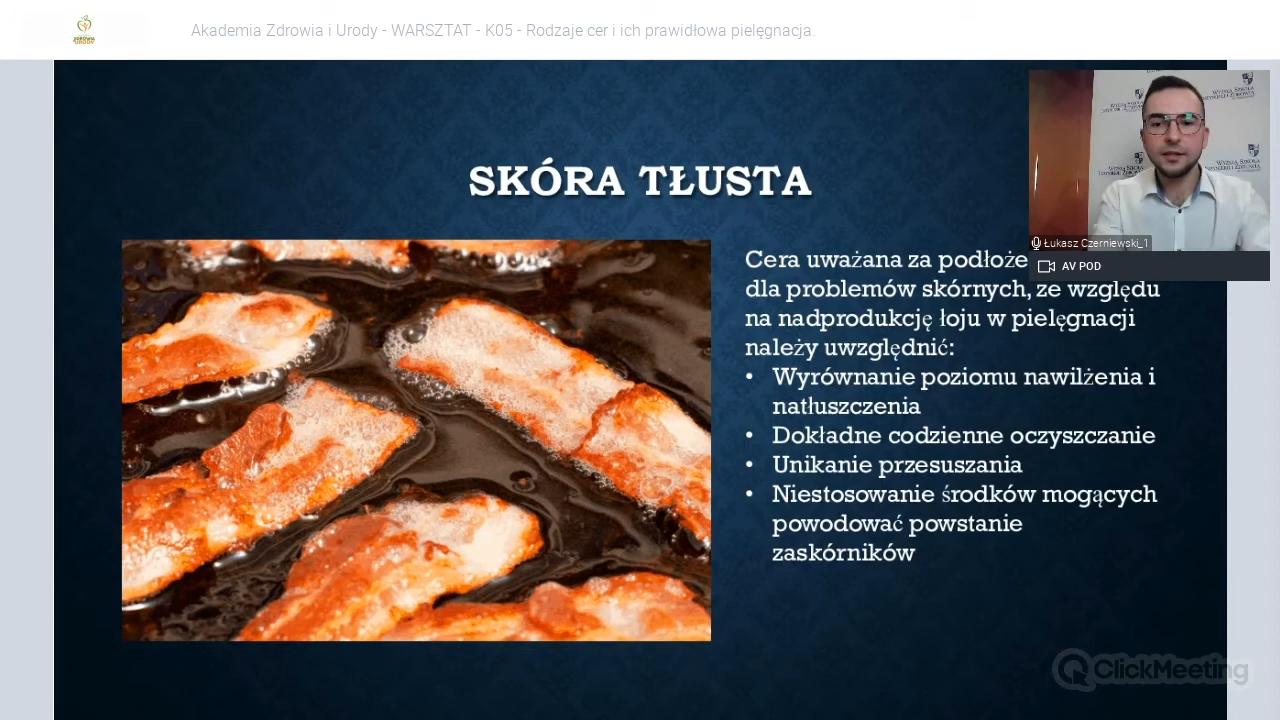 Akademia Zdrowia i Urody - WARSZTAT - K05 - Rodzaje cer i ich prawidłowa pielęgnacja.
ZDROWIA
URODY
SKÓRA TŁUSTA
Cera uważana za podłoże
dla problemów skórnych, ze względu
na nadprodukcję łoju w pielęgnacji
należy uwzględnić:
• Wyrównanie poziomu nawilżenia i
natłuszczenia
• Dokładne codzienne oczyszczanie
• Unikanie przesuszania
• Niestosowanie środków mogących
powodować powstanie
zaskórników
Łukasz Czerniewski_1
AV POD
ClickMeeting